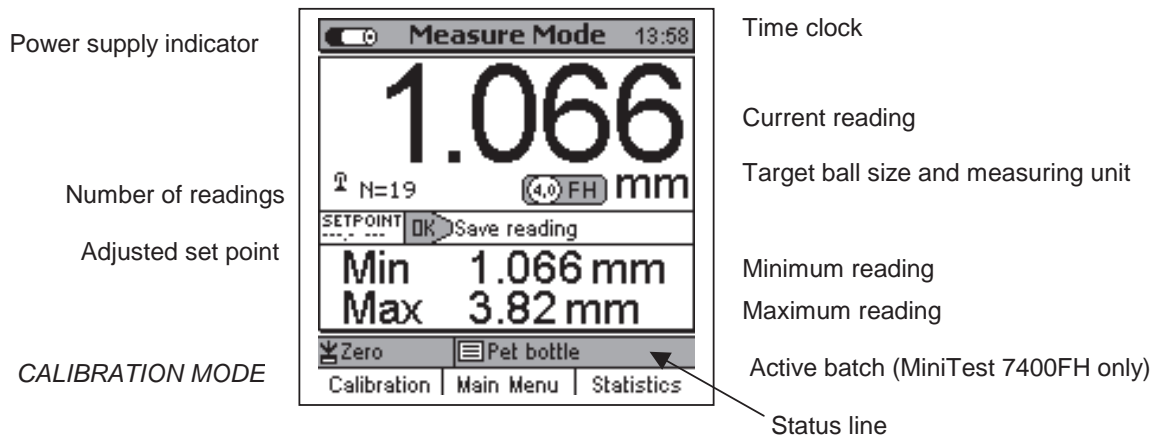 Power supply indicator
Measure Mode 13:58
Time clock
1.066
Current reading
Target ball size and measuring unit
N=19 4,0 FH mm
Number of readings
SETPOINT OK Save reading
---.- ---
Adjusted set point
Min 1.066 mm
Minimum reading
Max 3.82 mm
Maximum reading
Zero Pet bottle
CALIBRATION MODE
Active batch (MiniTest 7400FH only)
Calibration Main Menu Statistics
Status line